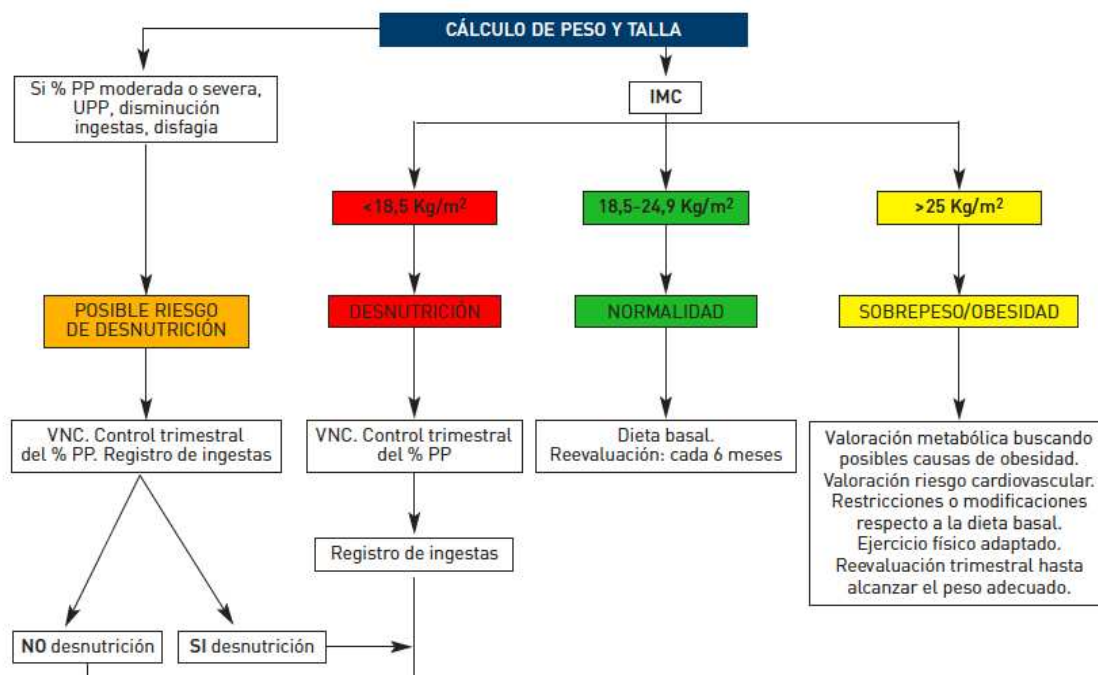 CÁLCULO DE PESO Y TALLA
Si % PP moderada o severa,
UPP, disminución
ingestas, disfagia
IMC
<18,5 Kg/m²
18,5-24,9 Kg/m²
>25 Kg/m²
POSIBLE RIESGO
DE DESNUTRICIÓN
DESNUTRICIÓN
NORMALIDAD
SOBREPESO/OBESIDAD
VNC. Control trimestral
del % PP. Registro de ingestas
VNC. Control trimestral
del % PP
Dieta basal.
Reevaluación: cada 6 meses
Valoración metabólica buscando
posibles causas de obesidad.
Valoración riesgo cardiovascular.
Restricciones o modificaciones
respecto a la dieta basal.
Ejercicio físico adaptado.
Reevaluación trimestral hasta
alcanzar el peso adecuado.
Registro de ingestas
NO desnutrición
SI desnutrición